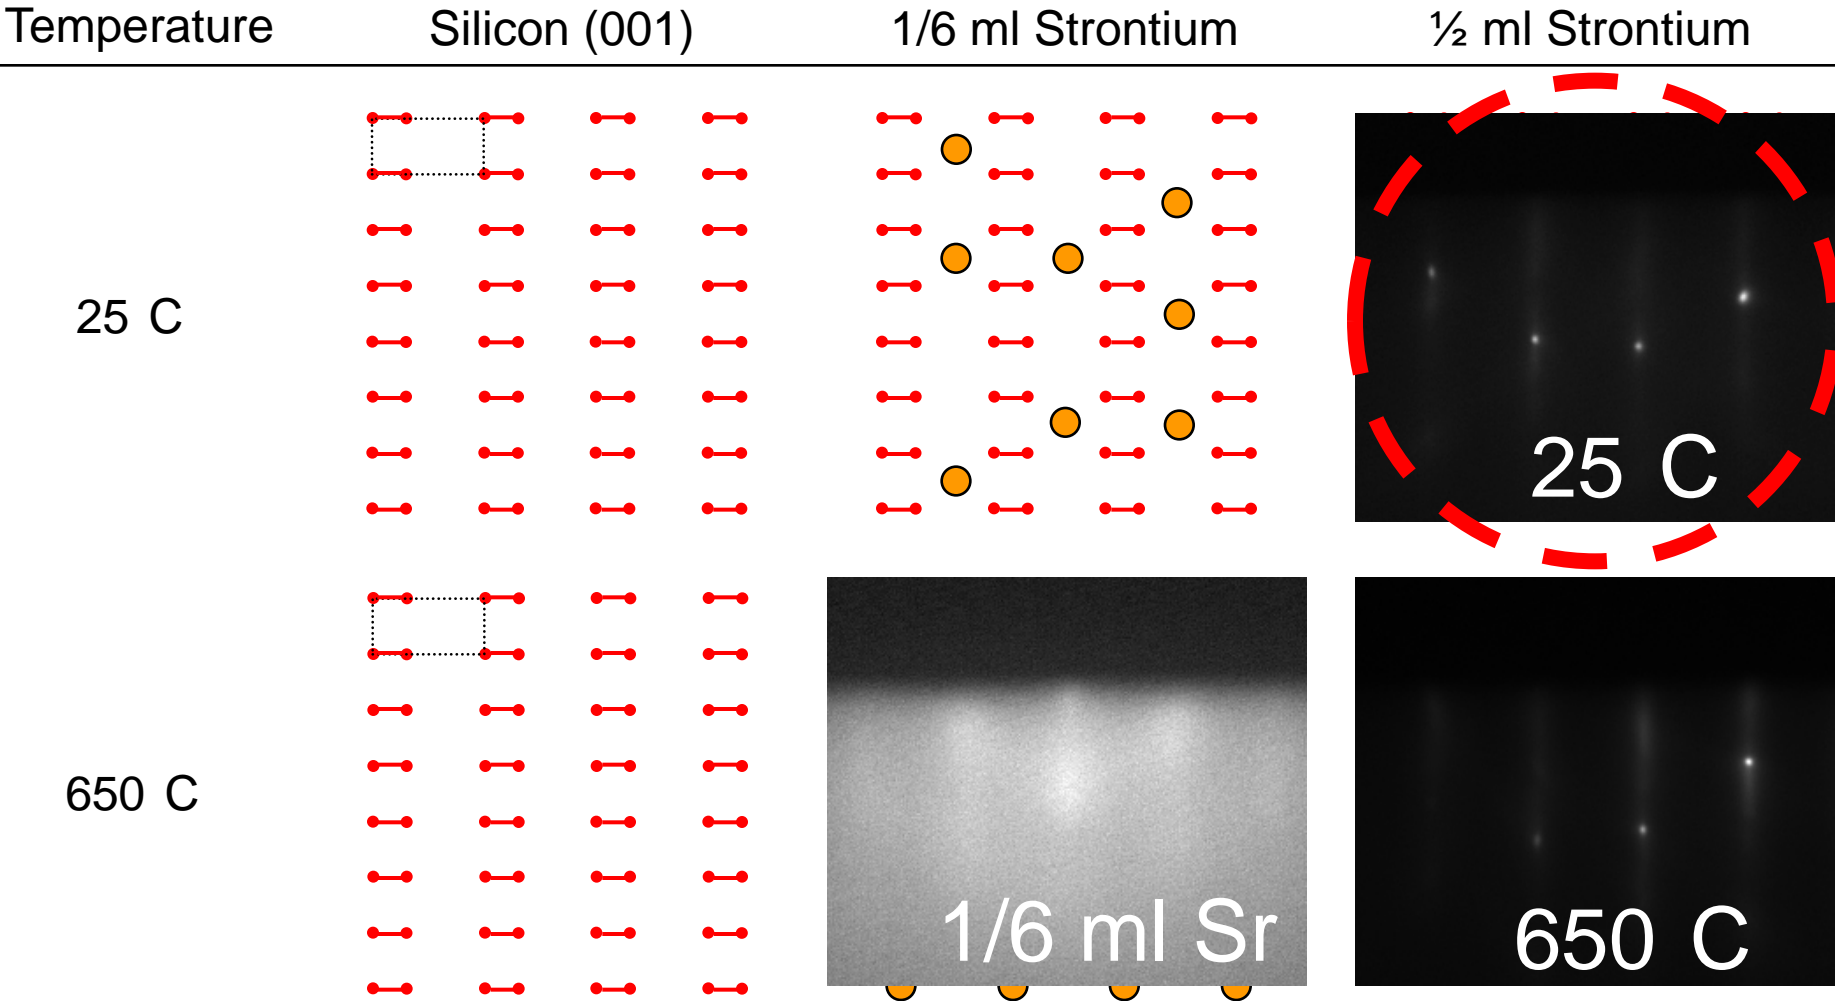 Temperature Silicon (001) 1/6 ml Strontium ½ ml Strontium
25 C
25 C
650 C
1/6 ml Sr
650 C